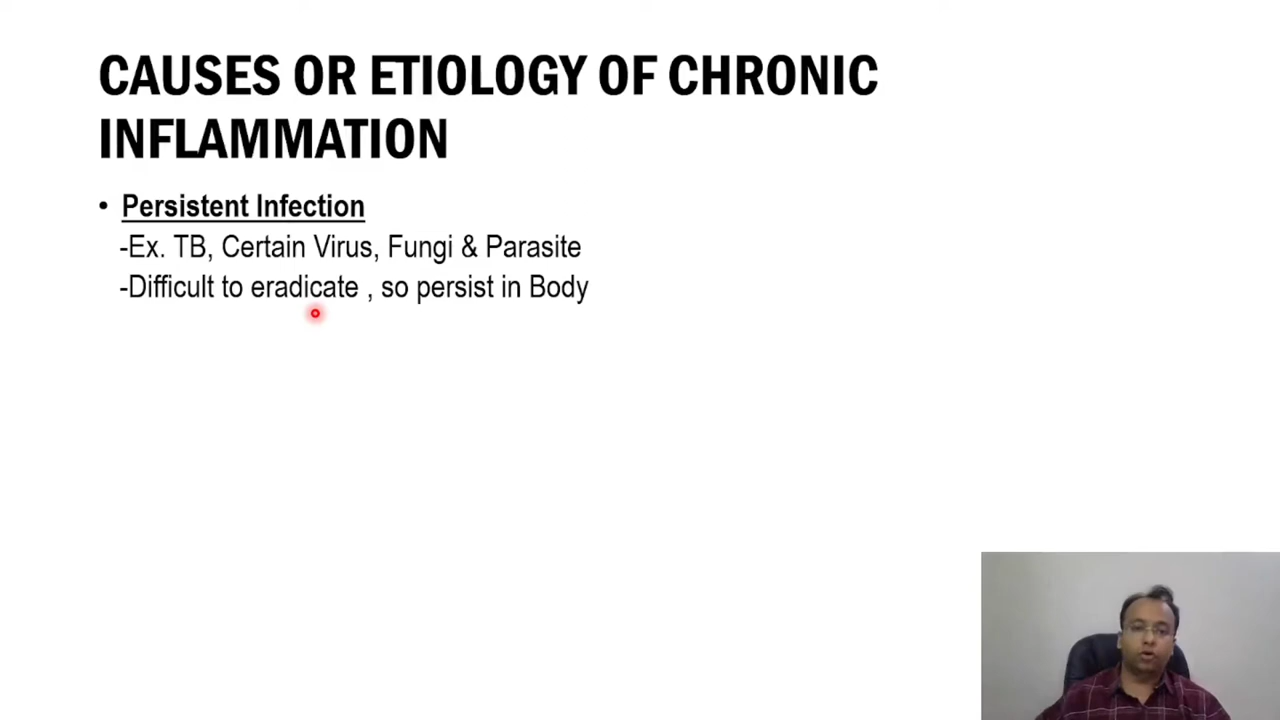 CAUSES OR ETIOLOGY OF CHRONIC
INFLAMMATION
• Persistent Infection
-Ex. TB, Certain Virus, Fungi & Parasite
-Difficult to eradicate , so persist in Body